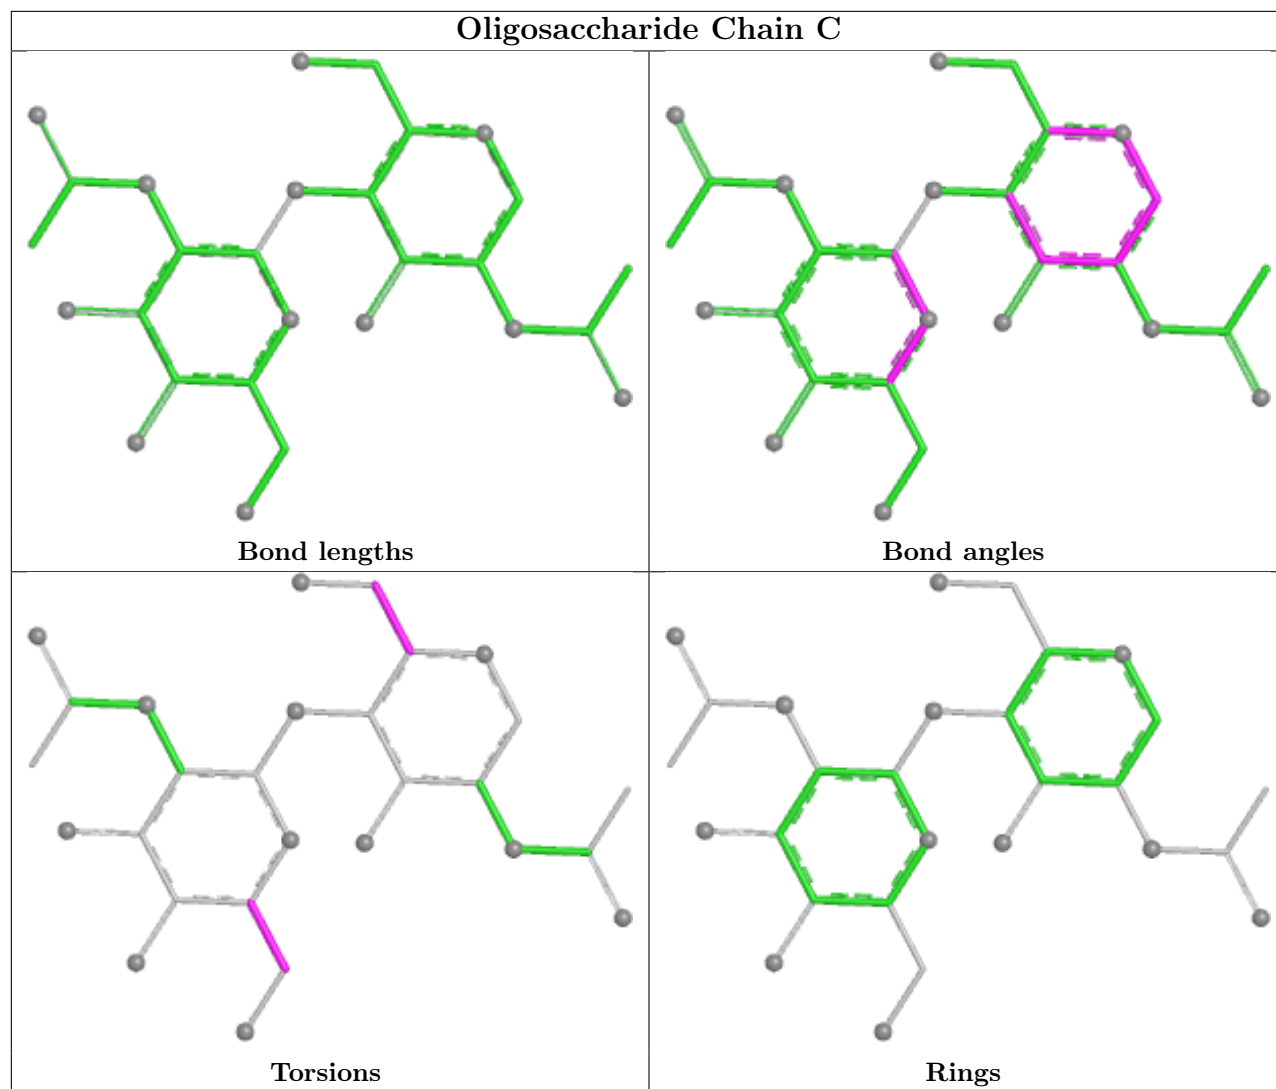 Oligosaccharide Chain C
Bond lengths
Bond angles
Torsions
Rings